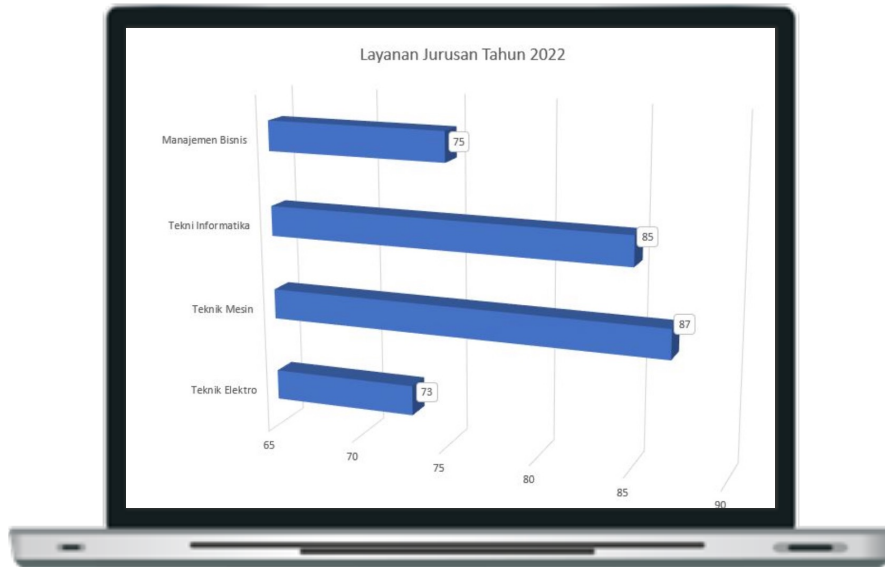 Layanan Jurusan Tahun 2022
Manajemen Bisnis
75
Tekni Informatika
85
Teknik Mesin
87
Teknik Elektro
73
65
70
75
80
85
90